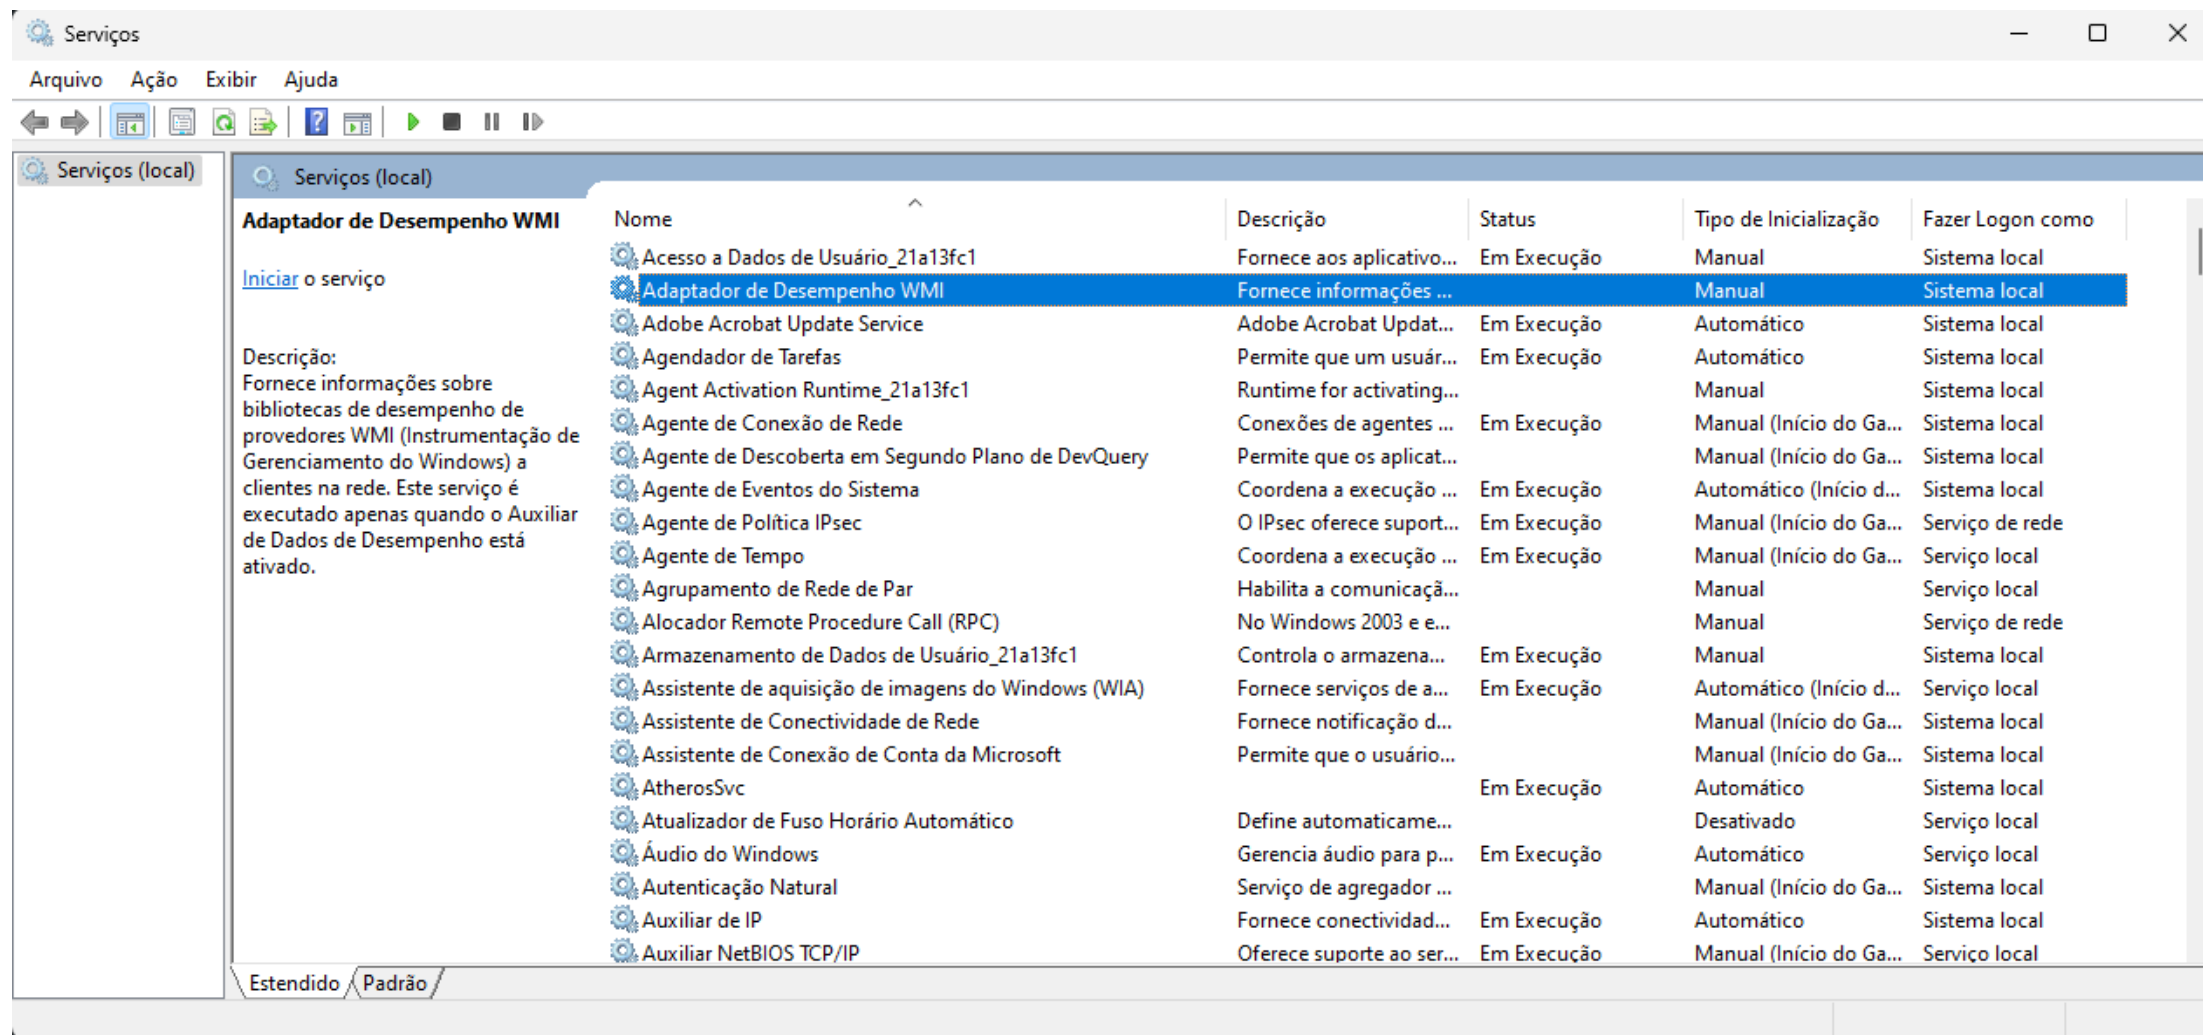 Serviços
Arquivo Ação Exibir Ajuda
Serviços (local)
Serviços (local)
Adaptador de Desempenho WMI
Iniciar o serviço
Descrição:
Fornece informações sobre
bibliotecas de desempenho de
provedores WMI (Instrumentação de
Gerenciamento do Windows) a
clientes na rede. Este serviço é
executado apenas quando o Auxiliar
de Dados de Desempenho está
ativado.
Nome Descrição Status Tipo de Inicialização Fazer Logon como
Acesso a Dados de Usuário_21a13fc1 Fornece aos aplicativo... Em Execução Manual Sistema local
Adaptador de Desempenho WMI Fornece informações ... Manual Sistema local
Adobe Acrobat Update Service Adobe Acrobat Updat... Em Execução Automático Sistema local
Agendador de Tarefas Permite que um usuár... Em Execução Automático Sistema local
Agent Activation Runtime_21a13fc1 Runtime for activating... Manual Sistema local
Agente de Conexão de Rede Conexões de agentes ... Em Execução Manual (Início do Ga... Sistema local
Agente de Descoberta em Segundo Plano de DevQuery Permite que os aplicat... Manual (Início do Ga... Sistema local
Agente de Eventos do Sistema Coordena a execução ... Em Execução Automático (Início d... Sistema local
Agente de Política IPsec O IPsec oferece suport... Em Execução Manual (Início do Ga... Serviço de rede
Agente de Tempo Coordena a execução ... Em Execução Manual (Início do Ga... Serviço local
Agrupamento de Rede de Par Habilita a comunicaçã... Manual Serviço local
Alocador Remote Procedure Call (RPC) No Windows 2003 e e... Manual Serviço de rede
Armazenamento de Dados de Usuário_21a13fc1 Controla o armazena... Em Execução Manual Sistema local
Assistente de aquisição de imagens do Windows (WIA) Fornece serviços de a... Em Execução Automático (Início d... Serviço local
Assistente de Conectividade de Rede Fornece notificação d... Manual (Início do Ga... Sistema local
Assistente de Conexão de Conta da Microsoft Permite que o usuário... Manual (Início do Ga... Sistema local
AtherosSvc Em Execução Automático Sistema local
Atualizador de Fuso Horário Automático Define automaticame... Desativado Serviço local
Áudio do Windows Gerencia áudio para p... Em Execução Automático Serviço local
Autenticação Natural Serviço de agregador ... Manual (Início do Ga... Sistema local
Auxiliar de IP Fornece conectividad... Em Execução Automático Sistema local
Auxiliar NetBIOS TCP/IP Oferece suporte ao ser... Em Execução Manual (Início do Ga... Serviço local
Estendido Padrão